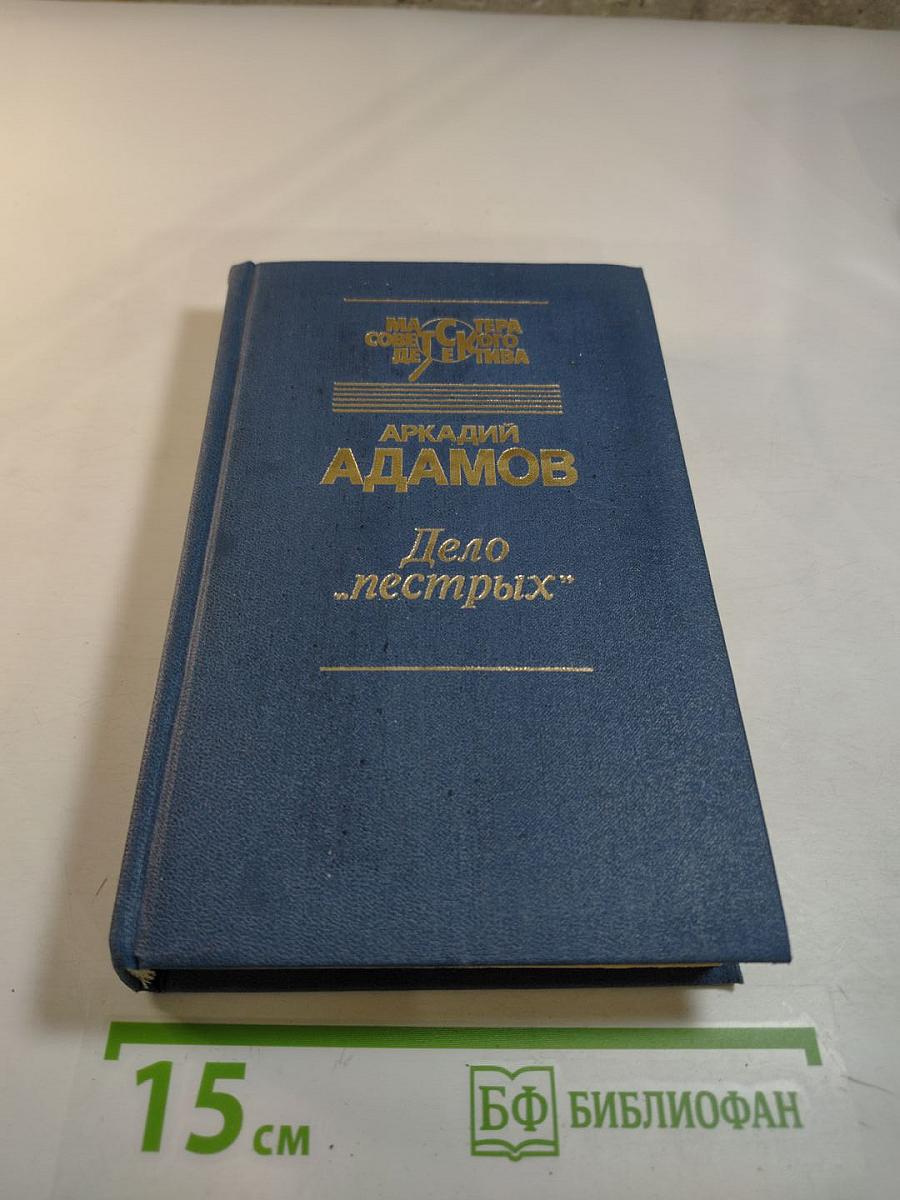 МАСТЕРА
СОВЕТСКОГО
ДЕТЕКТИВА
АРКАДИЙ
АДАМОВ
Дело
„пестрых”
15 см
БФ БИБЛИОФАН